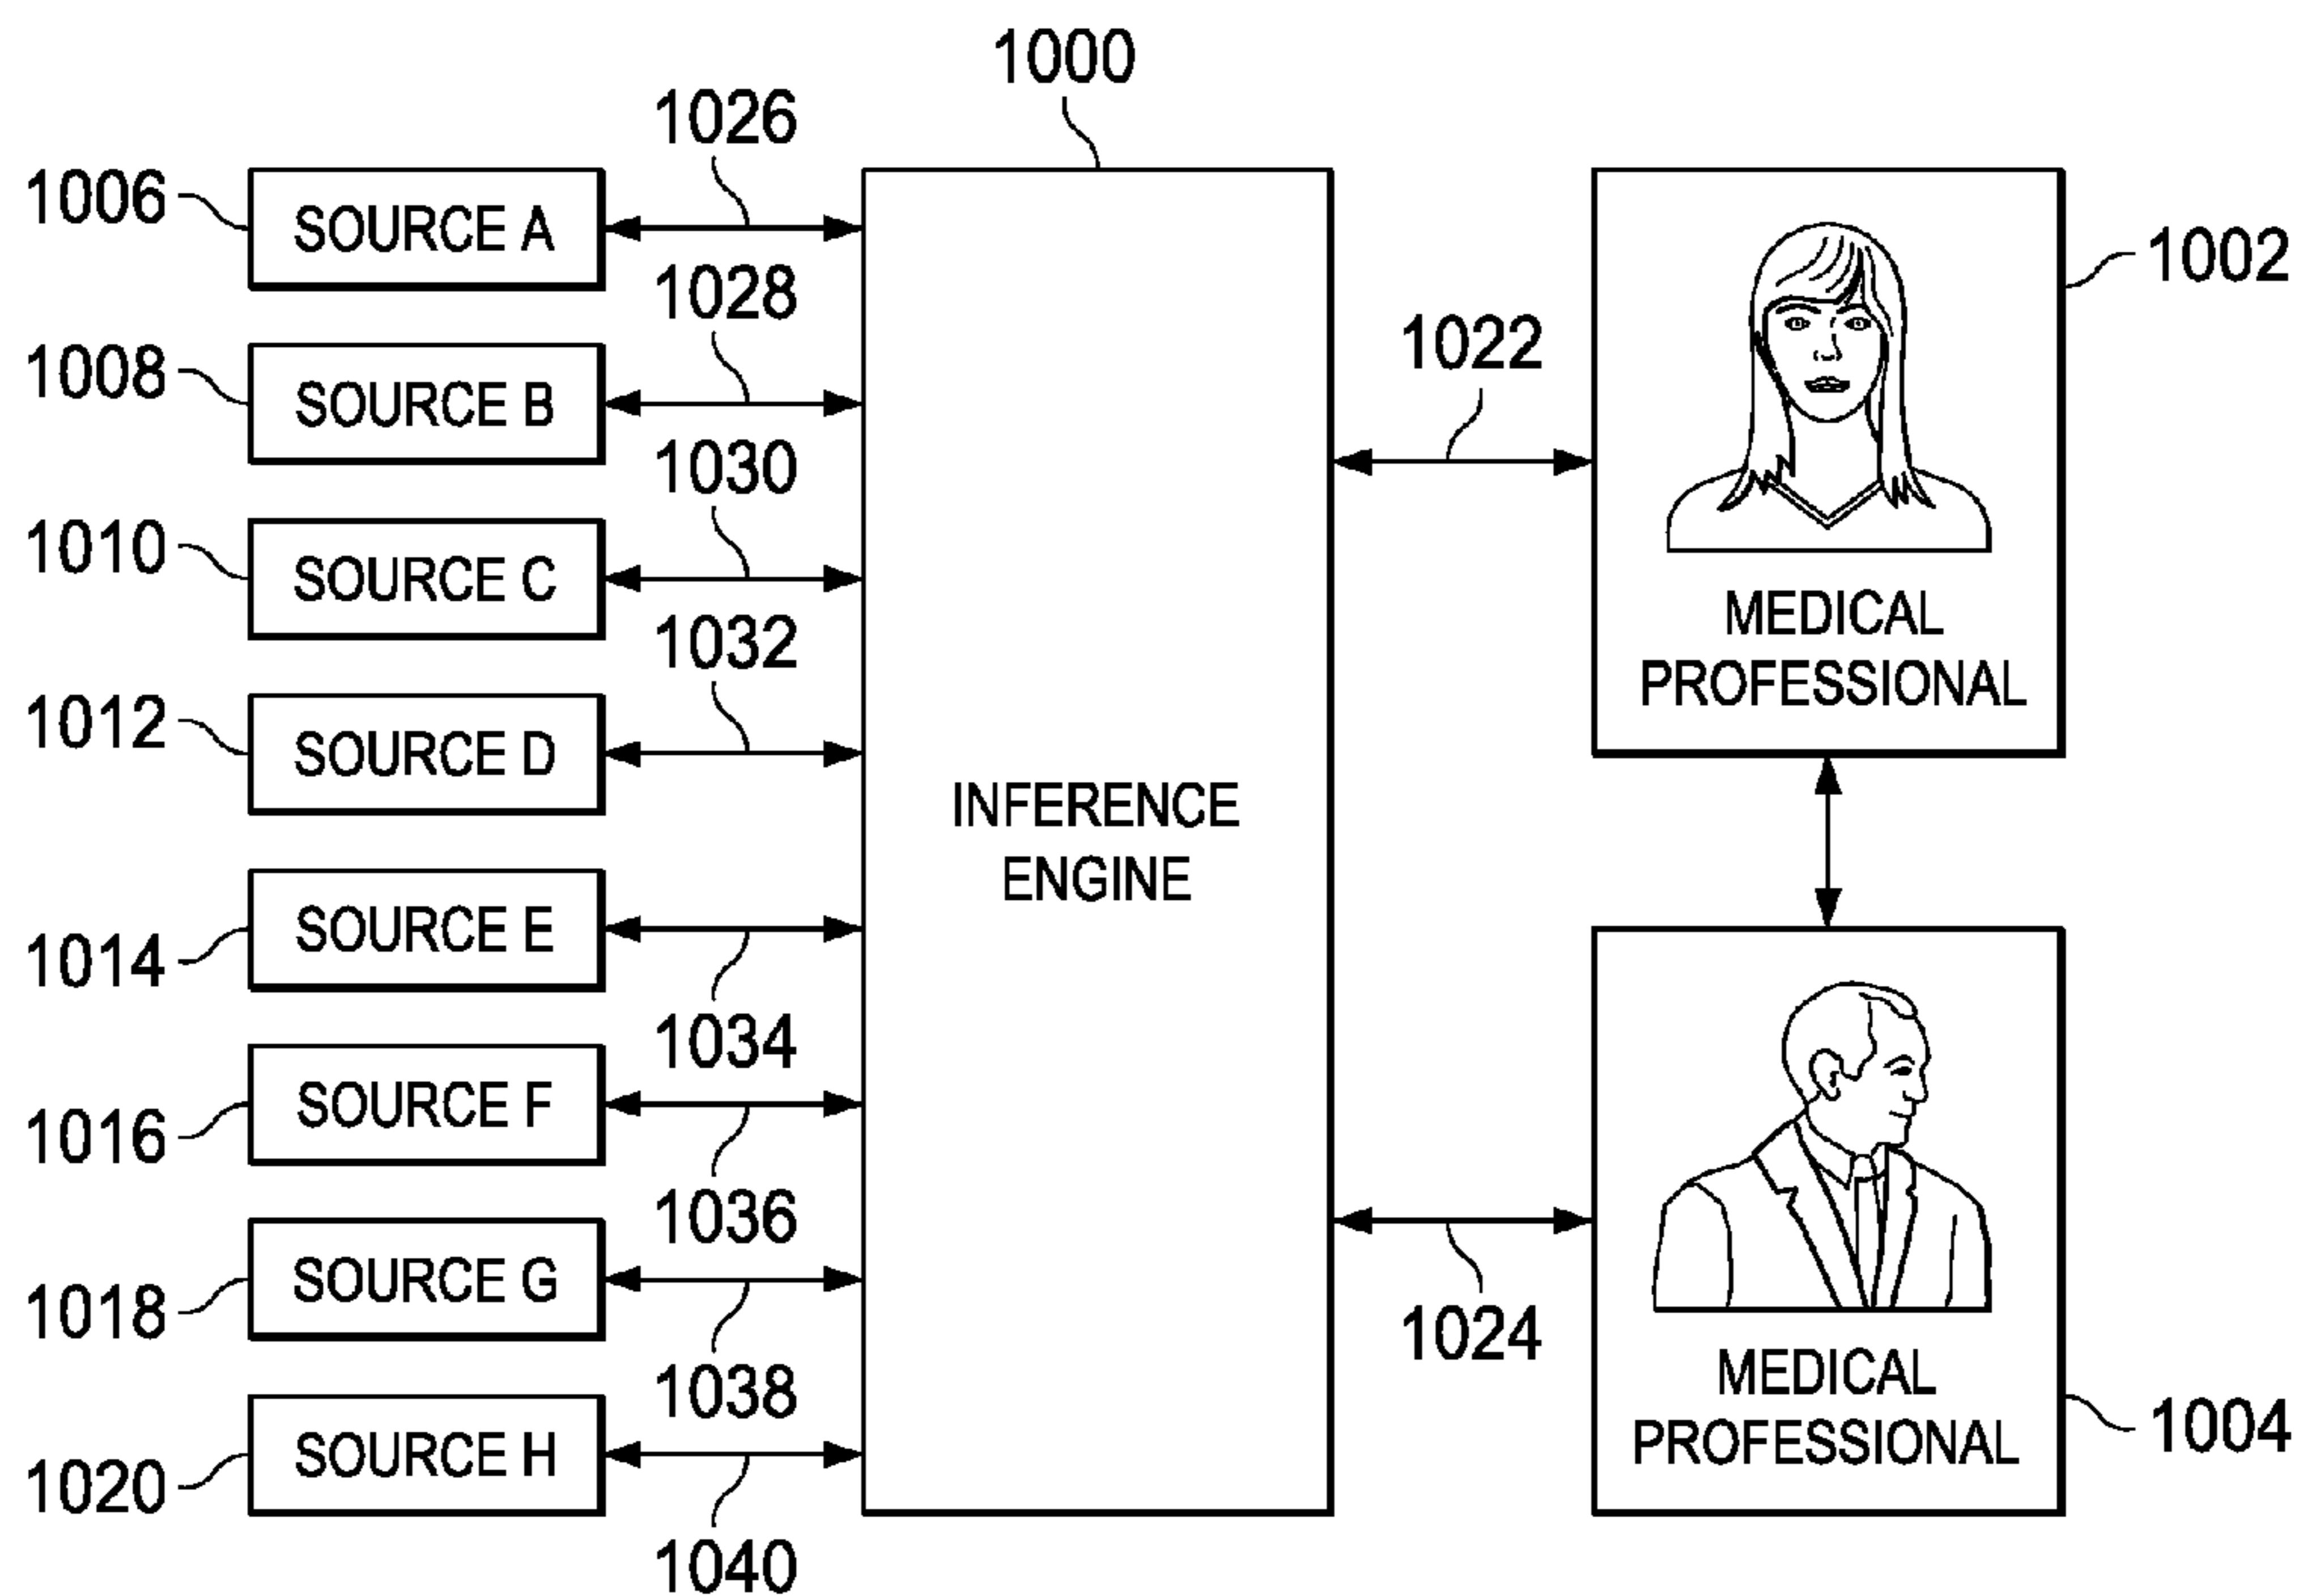 1000
1026
1006
SOURCE A
1028
1008
SOURCE B
1030
1010
SOURCE C
1032
1012
SOURCE D
1014
SOURCE E
1034
1016
SOURCE F
1036
1018
SOURCE G
1038
1020
SOURCE H
1040
INFERENCE
ENGINE
1022
1002
MEDICAL
PROFESSIONAL
1024
MEDICAL
PROFESSIONAL
1004